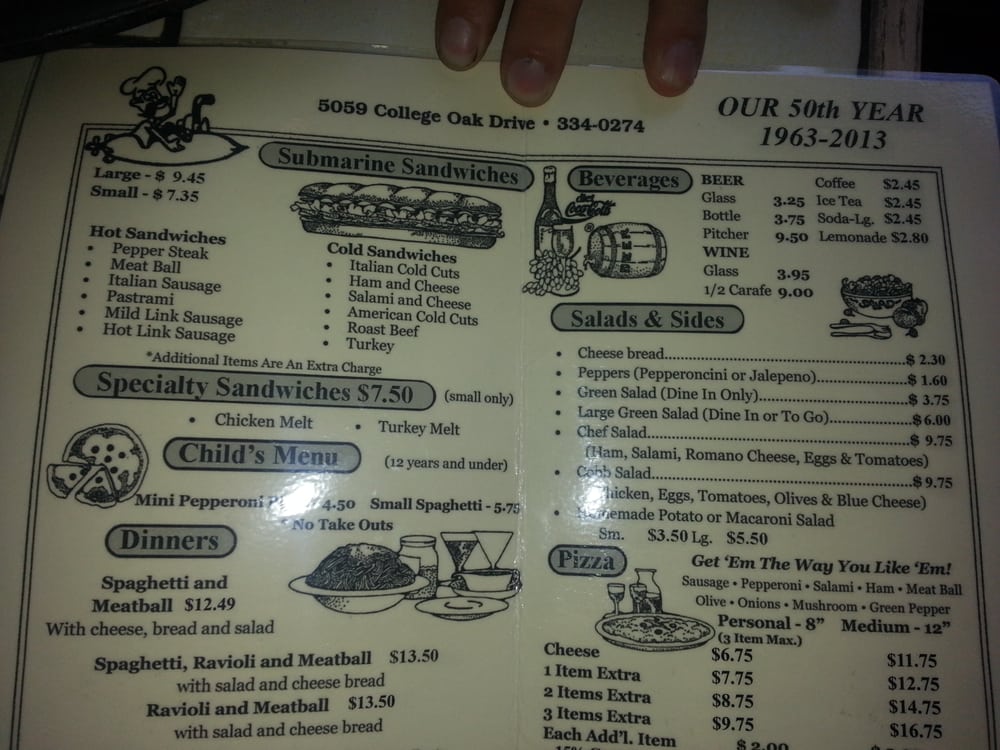 5059 College Oak Drive • 334-0274
OUR 50th YEAR
1963-2013
Submarine Sandwiches
Large - $ 9.45
Small - $ 7.35
Hot Sandwiches
• Pepper Steak
• Meat Ball
• Italian Sausage
• Pastrami
• Mild Link Sausage
• Hot Link Sausage
Cold Sandwiches
• Italian Cold Cuts
• Ham and Cheese
• Salami and Cheese
• American Cold Cuts
• Roast Beef
• Turkey
*Additional Items Are An Extra Charge
Specialty Sandwiches $7.50 (small only)
• Chicken Melt • Turkey Melt
Child's Menu (12 years and under)
Mini Pepperoni 4.50 Small Spaghetti - 5.75
* No Take Outs
Dinners
Spaghetti and
Meatball $12.49
With cheese, bread and salad
Spaghetti, Ravioli and Meatball $13.50
with salad and cheese bread
Ravioli and Meatball $13.50
with salad and cheese bread
Beverages
diet
Coca-Cola
BEER
BEER
Glass 3.25
Bottle 3.75
Pitcher 9.50
WINE
Glass 3.95
1/2 Carafe 9.00
Coffee $2.45
Ice Tea $2.45
Soda-Lg. $2.45
Lemonade $2.80
SALAD
Salads & Sides
• Cheese bread...$ 2.30
• Peppers (Pepperoncini or Jalepeno)...$ 1.60
• Green Salad (Dine In Only)...$ 3.75
• Large Green Salad (Dine In or To Go)...$6.00
• Chef Salad...$ 9.75
(Ham, Salami, Romano Cheese, Eggs & Tomatoes)
• Cobb Salad...$9.75
Chicken, Eggs, Tomatoes, Olives & Blue Cheese)
• Homemade Potato or Macaroni Salad
Sm. $3.50 Lg. $5.50
Pizza
Get 'Em The Way You Like 'Em!
Sausage • Pepperoni • Salami • Ham • Meat Ball
Olive • Onions • Mushroom • Green Pepper
Personal - 8" Medium - 12"
(3 Item Max.)
Cheese $6.75 $11.75
1 Item Extra $7.75 $12.75
2 Items Extra $8.75 $14.75
3 Items Extra $9.75 $16.75
Each Add'l. Item $2.00